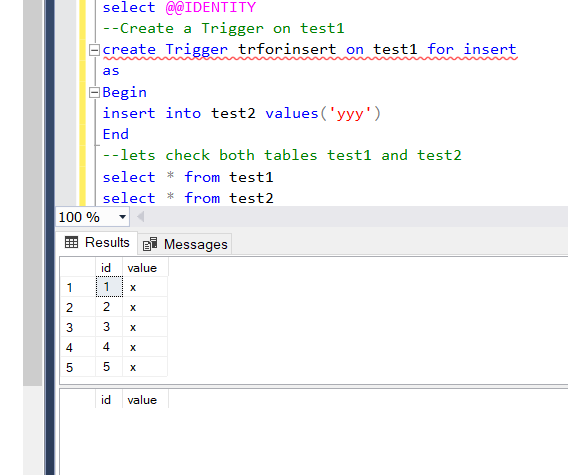 select @@IDENTITY
--Create a Trigger on test1
create Trigger trforinsert on test1 for insert
as
Begin
insert into test2 values('yyy')
End
--lets check both tables test1 and test2
select * from test1
select * from test2
100 %
Results Messages
id value
1 1 x
2 2 x
3 3 x
4 4 x
5 5 x
id value